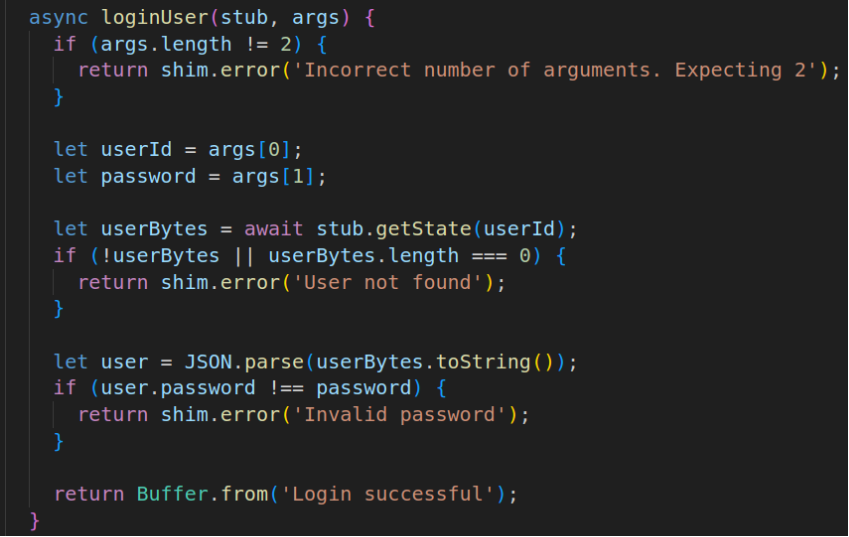 async loginUser(stub, args) {
if (args.length != 2) {
return shim.error('Incorrect number of arguments. Expecting 2');
}
let userId = args[0];
let password = args[1];
let userBytes = await stub.getState(userId);
if (!userBytes || userBytes.length === 0) {
return shim.error('User not found');
}
let user = JSON.parse(userBytes.toString());
if (user.password !== password) {
return shim.error('Invalid password');
}
return Buffer.from('Login successful');
}